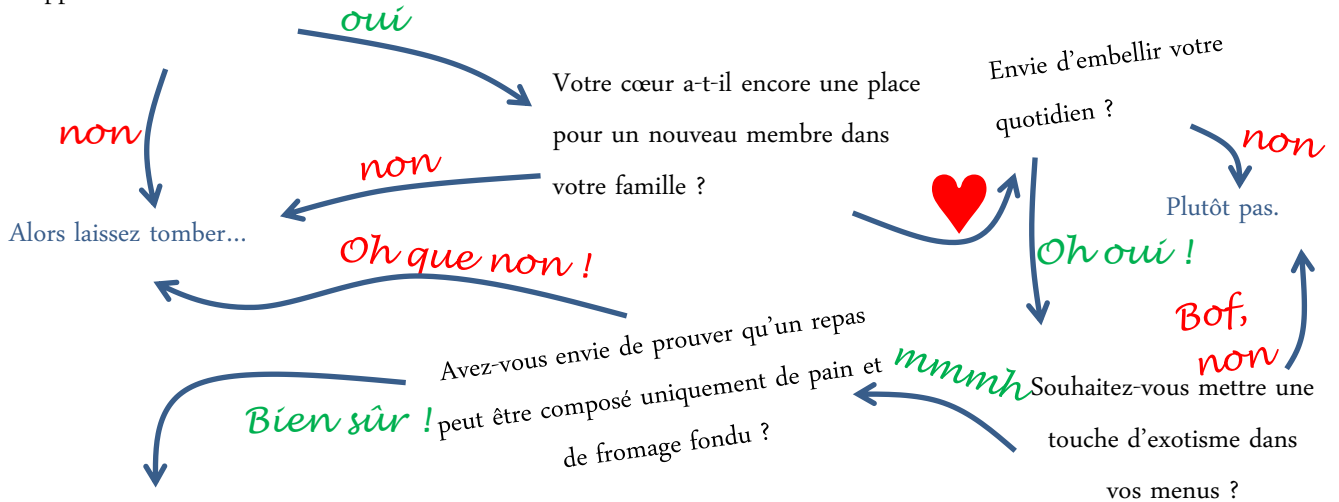 oui
non
Votre cœur a-t-il encore une place
pour un nouveau membre dans
votre famille ?
non
Alors laissez tomber...
Envie d'embellir votre
quotidien ?
non
Plutôt pas.
Oh oui !
Oh que non !
Bof,
non
Souhaitez-vous mettre une
touche d'exotisme dans
vos menus ?
mmmh
Avez-vous envie de prouver qu'un repas
peut être composé uniquement de pain et
de fromage fondu ?
Bien sûr !